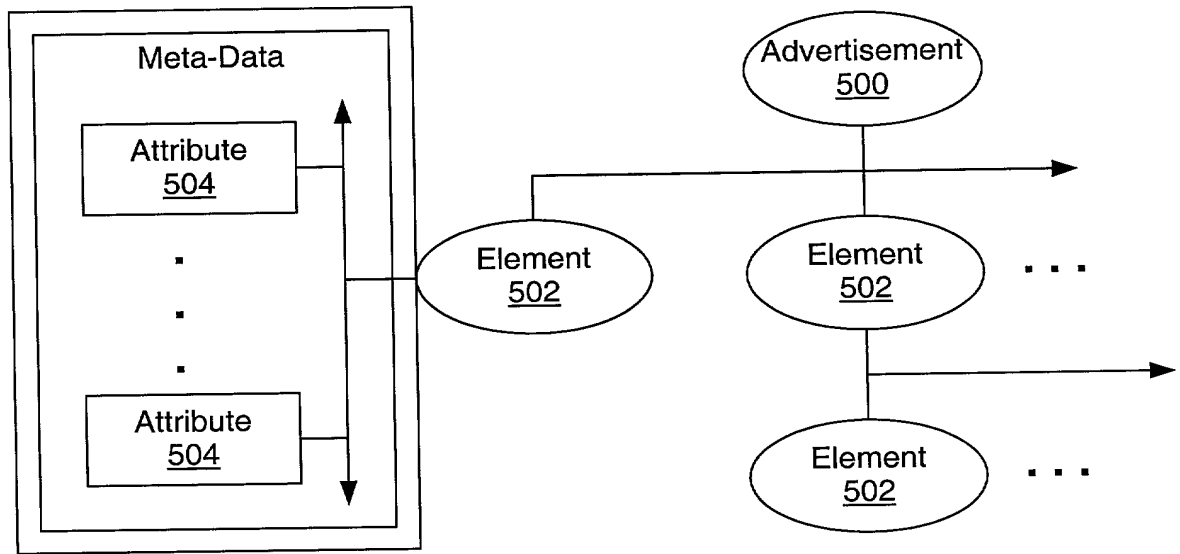 Meta-Data
Attribute
504
Attribute
504
Advertisement
500
Element
502
Element
502
Element
502